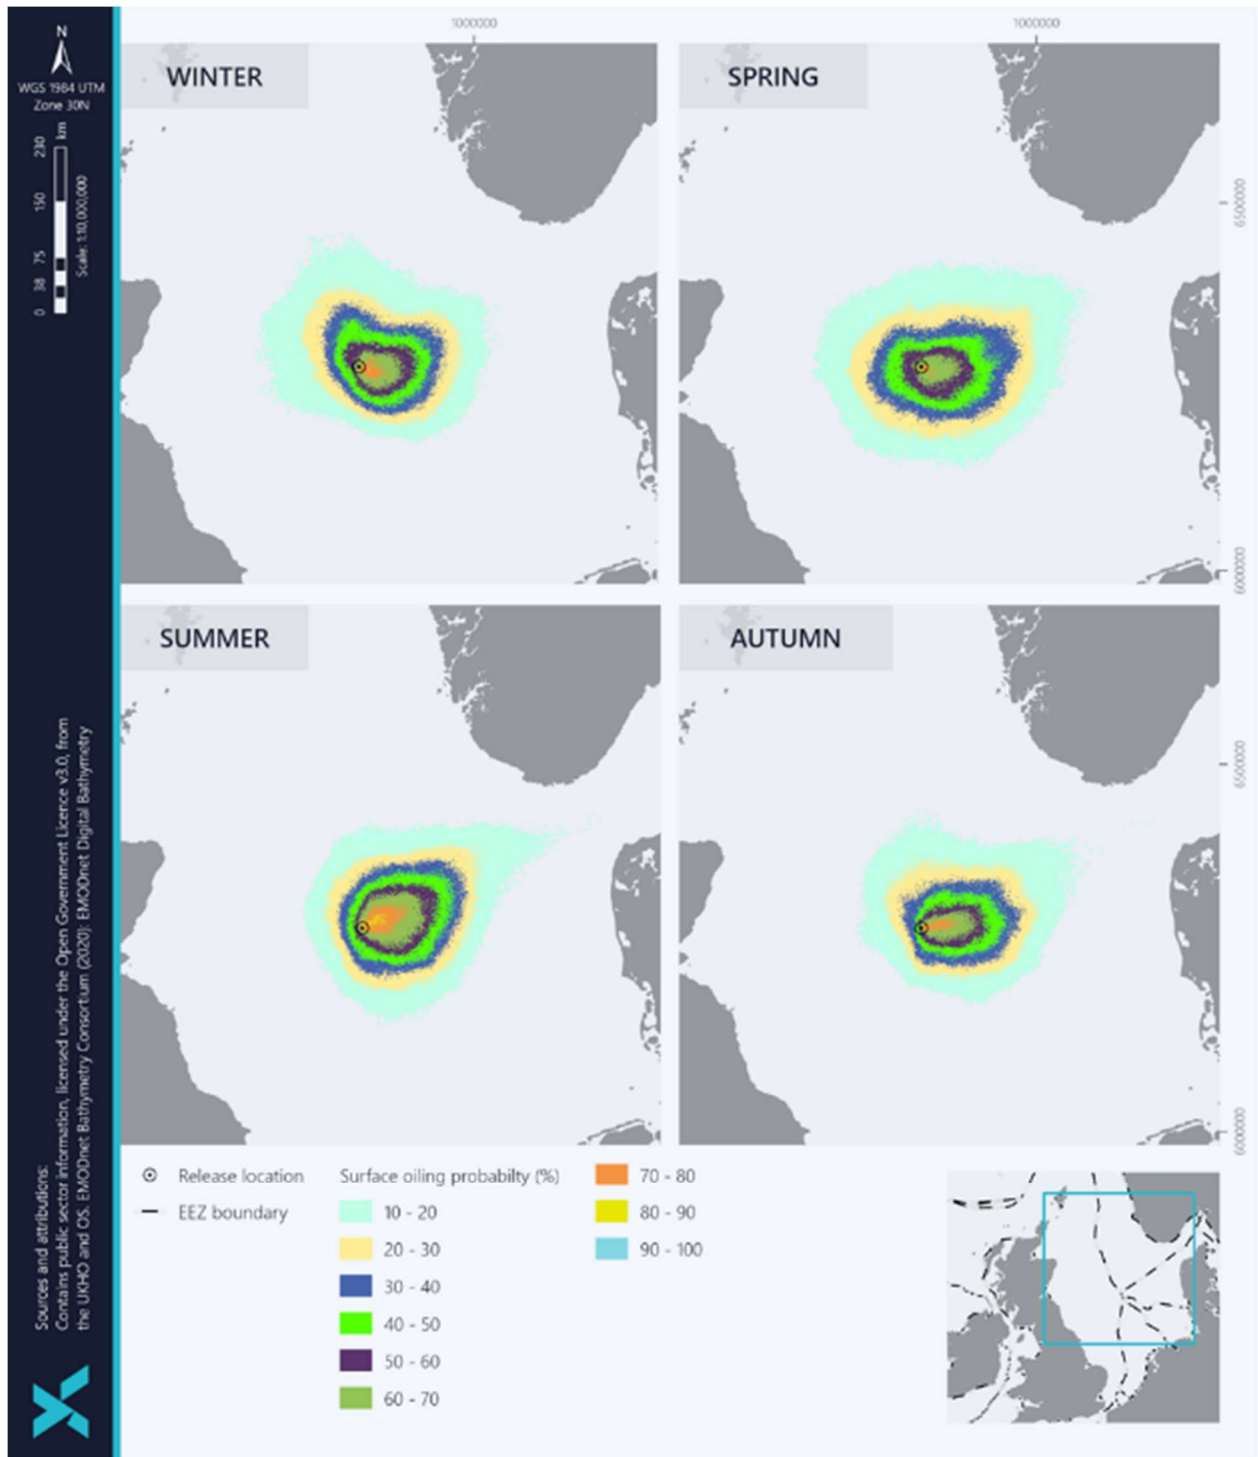 N
WGS 1984 UTM
Zone 30N
0 38 75 150 230
km
Scale: 1:10,000,000
Sources and attributions:
Contains public sector information, licensed under the Open Government Licence v3.0, from
the UKHO and OS. EMODnet Bathymetry Consortium (2020): EMODnet Digital Bathymetry
1000000
1000000
WINTER
SPRING
6500000
6000000
SUMMER
AUTUMN
6500000
6000000
Release location
EEZ boundary
Surface oiling probabilty (%)
10 - 20
20 - 30
30 - 40
40 - 50
50 - 60
60 - 70
70 - 80
80 - 90
90 - 100